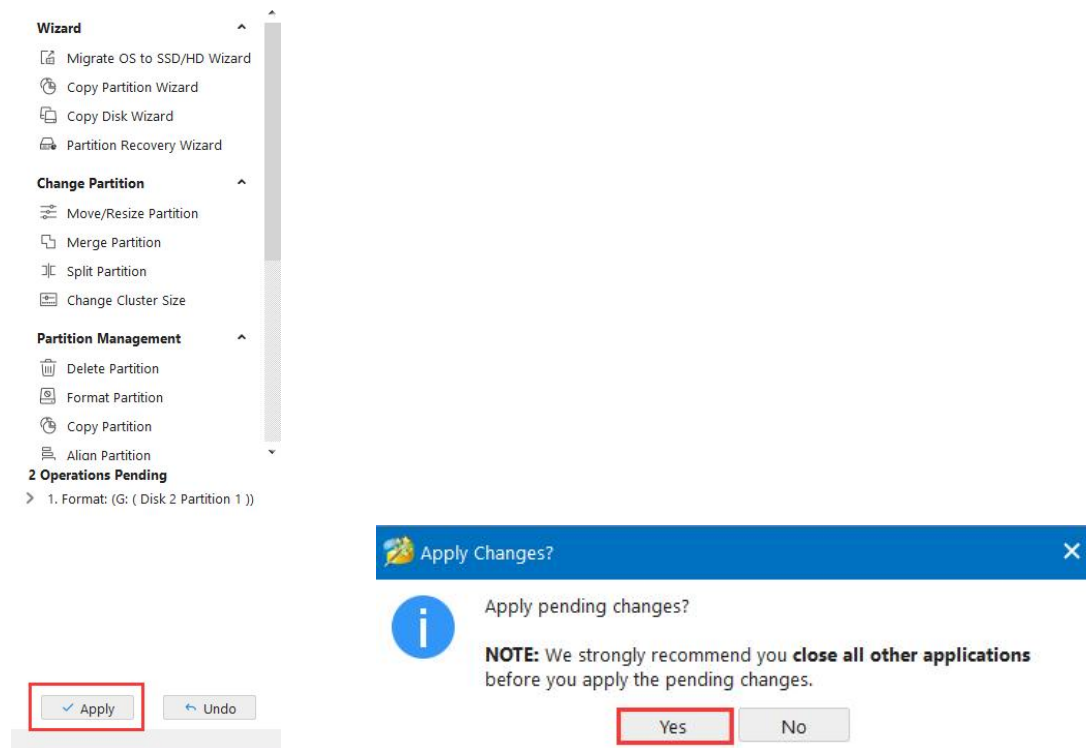 Wizard
Migrate OS to SSD/HD Wizard
Copy Partition Wizard
Copy Disk Wizard
Partition Recovery Wizard
Change Partition
Move/Resize Partition
Merge Partition
Split Partition
Change Cluster Size
Partition Management
Delete Partition
Format Partition
Copy Partition
Align Partition
2 Operations Pending
1. Format: (G: ( Disk 2 Partition 1 ))
Apply
Undo
Apply Changes?
Apply pending changes?
NOTE: We strongly recommend you close all other applications
before you apply the pending changes.
Yes
No